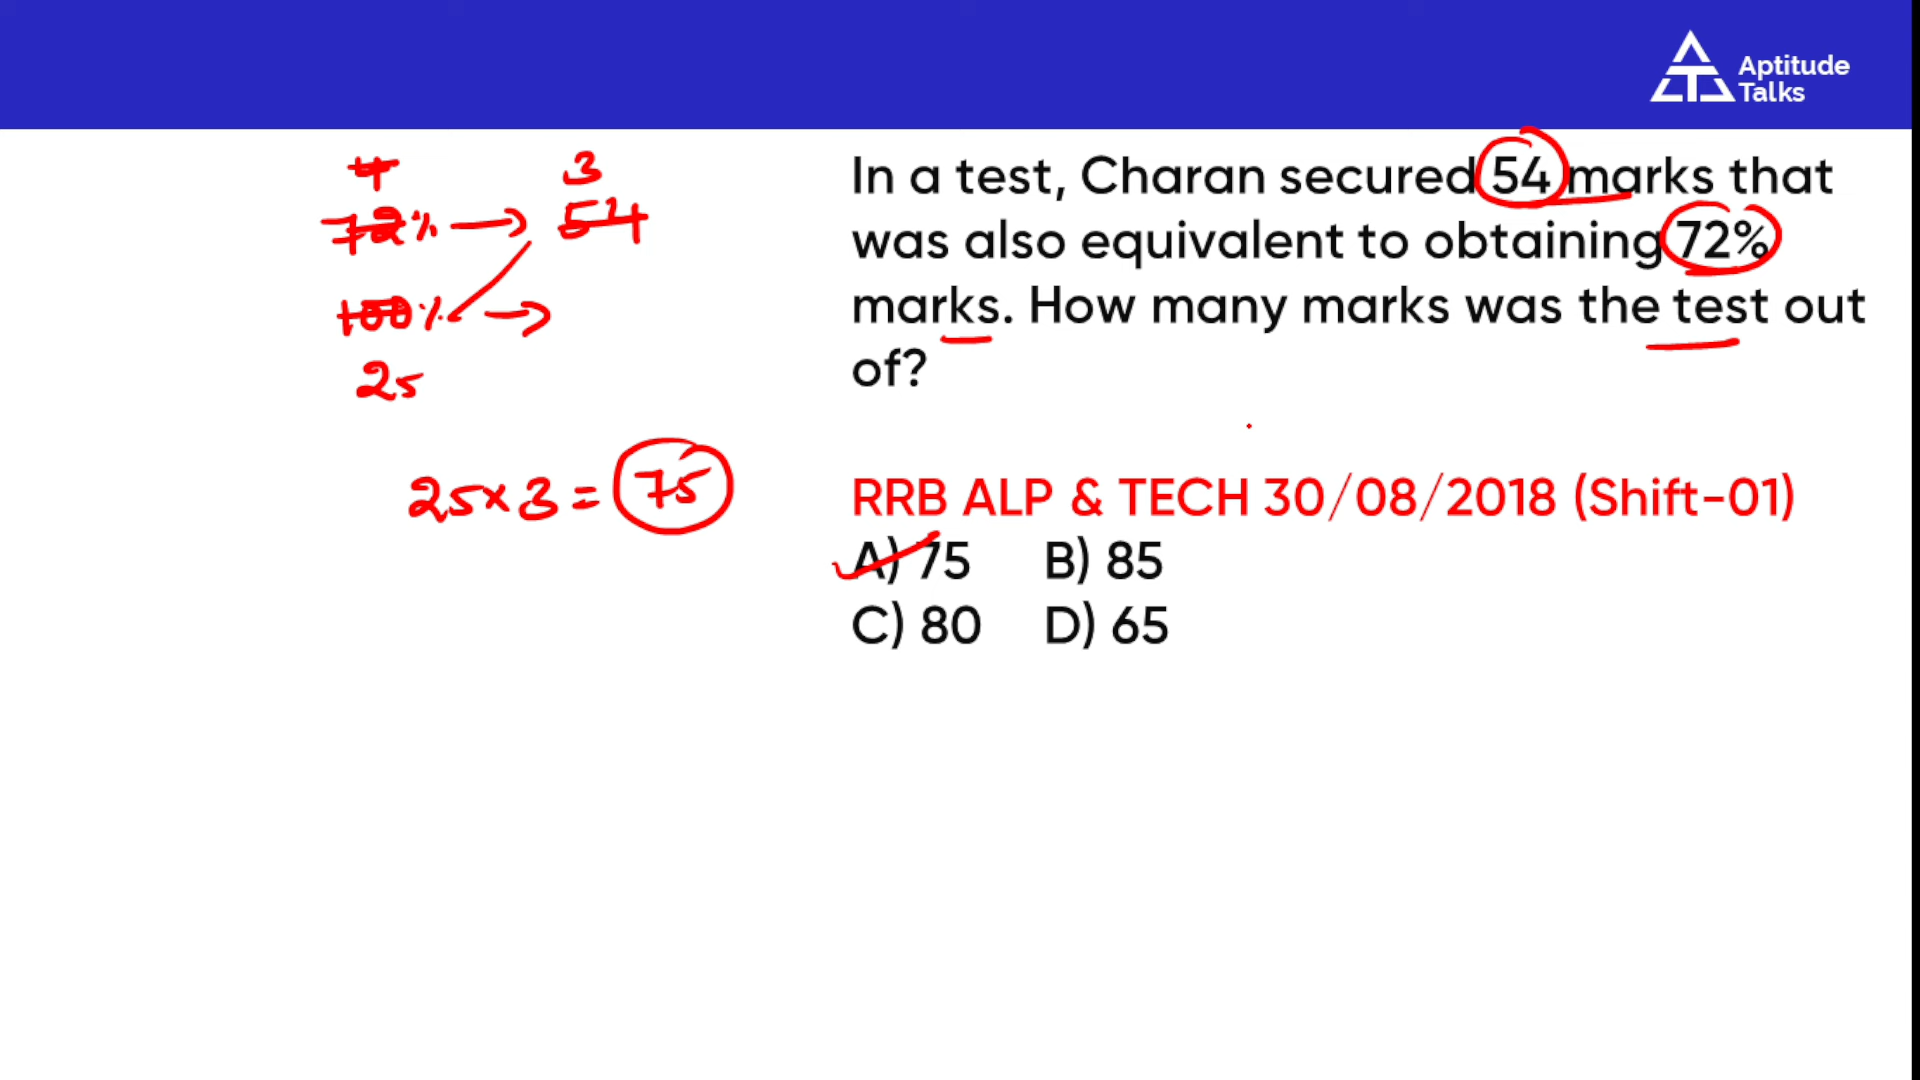 Aptitude
Talks
4 3
72% → 54
100% →
25
25 × 3 = 75
In a test, Charan secured 54 marks that
was also equivalent to obtaining 72%
marks. How many marks was the test out
of?
RRB ALP & TECH 30/08/2018 (Shift-01)
A) 75 B) 85
C) 80 D) 65